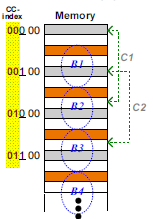 CC-
index
Memory
000 00
C1
B1
001 00
C2
B2
010 00
B3
011 00
B4